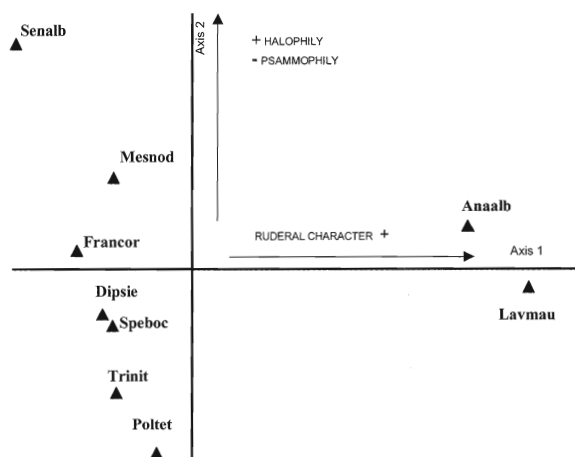 Senalb
Axis 2
+ HALOPHILY
- PSAMMOPHILY
Mesnod
Anaalb
Francor
RUDERAL CHARACTER +
Axis 1
Dipsie
Speboc
Lavmau
Trinit
Poltet